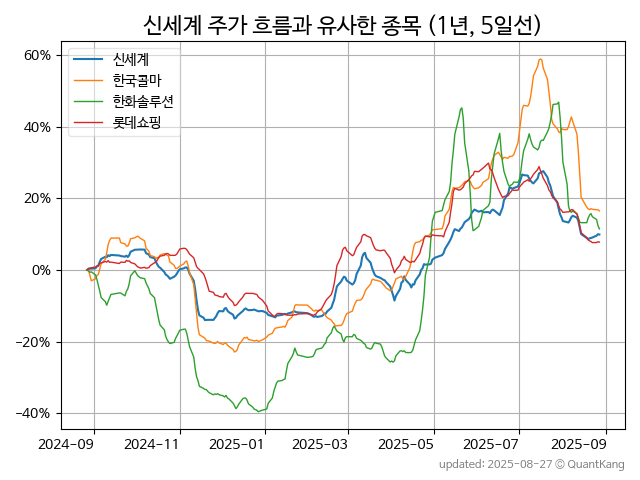 신세계 주가 흐름과 유사한 종목 (1년, 5일선)
신세계
한국콜마
한화솔루션
롯데쇼핑
60%
40%
20%
0%
−20%
−40%
2024-09 2024-11 2025-01 2025-03 2025-05 2025-07 2025-09
updated: 2025-08-27 © QuantKang